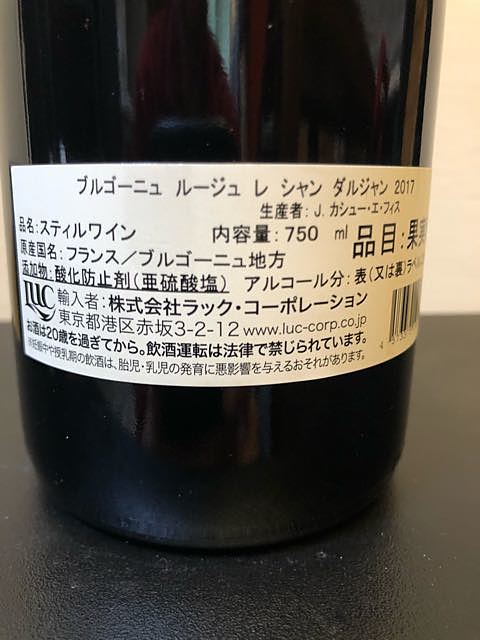 ブルゴーニュ ルージュ レ シャン ダルジャン 2017
生産者: J. カシュー・エ・フィス
品名: スティルワイン 内容量: 750 ml 品目: 果実
原産国名: フランス／ブルゴーニュ地方
添加物: 酸化防止剤(亜硫酸塩) アルコール分: 表(又は裏)ラベル
LUC 輸入者: 株式会社ラック・コーポレーション
東京都港区赤坂3-2-12 www.luc-corp.co.jp
お酒は20歳を過ぎてから。飲酒運転は法律で禁じられています。
※妊娠中や授乳期の飲酒は、胎児・乳児の発育に悪影響を与えるおそれがあります。